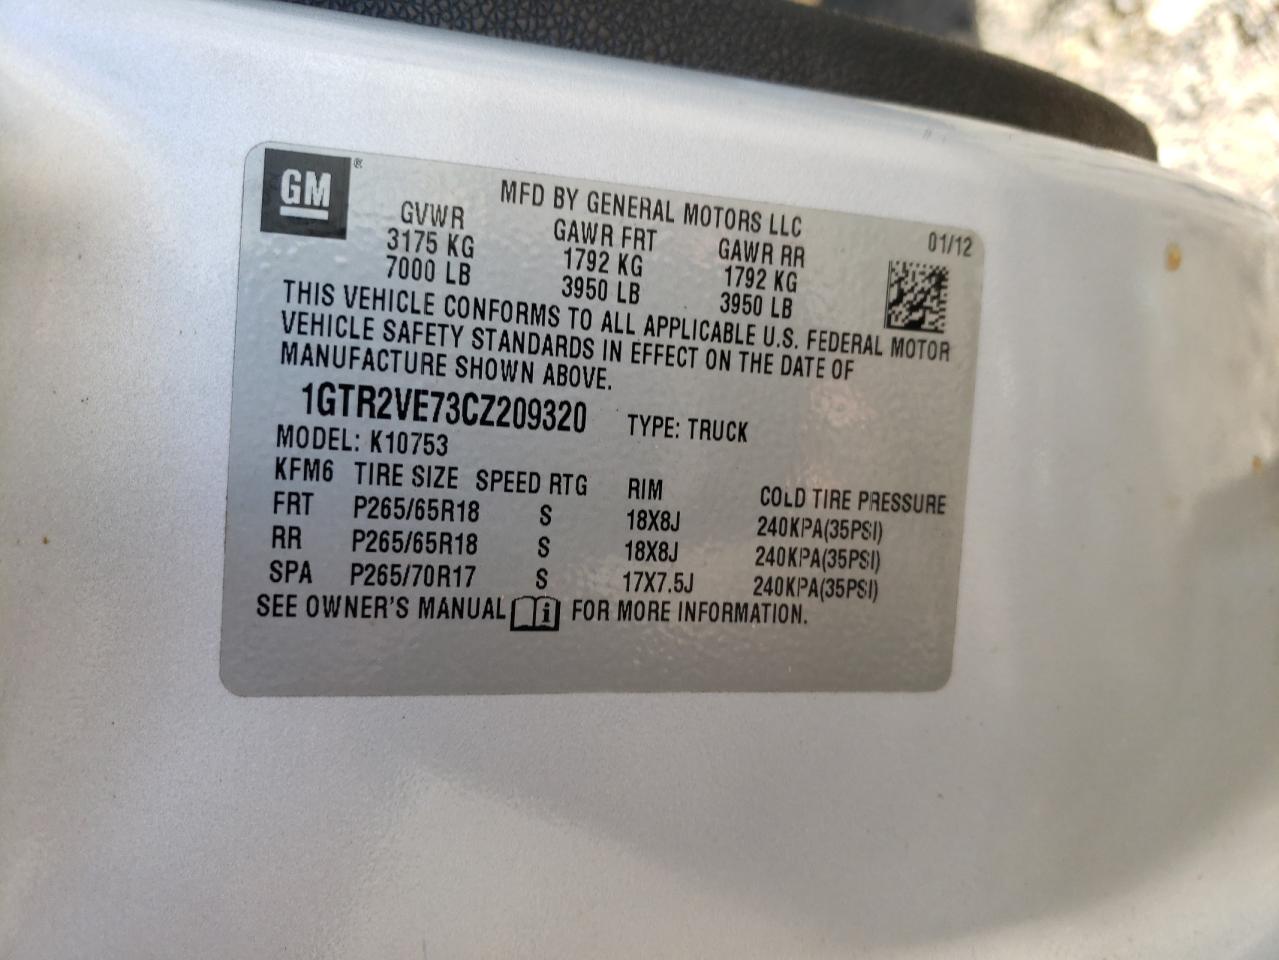 GM ®
MFD BY GENERAL MOTORS LLC
GVWR GAWR FRT GAWR RR 01/12
3175 KG 1792 KG 1792 KG
7000 LB 3950 LB 3950 LB
THIS VEHICLE CONFORMS TO ALL APPLICABLE U.S. FEDERAL MOTOR
VEHICLE SAFETY STANDARDS IN EFFECT ON THE DATE OF
MANUFACTURE SHOWN ABOVE.
1GTR2VE73CZ209320 TYPE: TRUCK
MODEL: K10753
KFM6 TIRE SIZE SPEED RTG RIM COLD TIRE PRESSURE
FRT P265/65R18 S 18X8J 240KPA(35PSI)
RR P265/65R18 S 18X8J 240KPA(35PSI)
SPA P265/70R17 S 17X7.5J 240KPA(35PSI)
SEE OWNER'S MANUAL i FOR MORE INFORMATION.